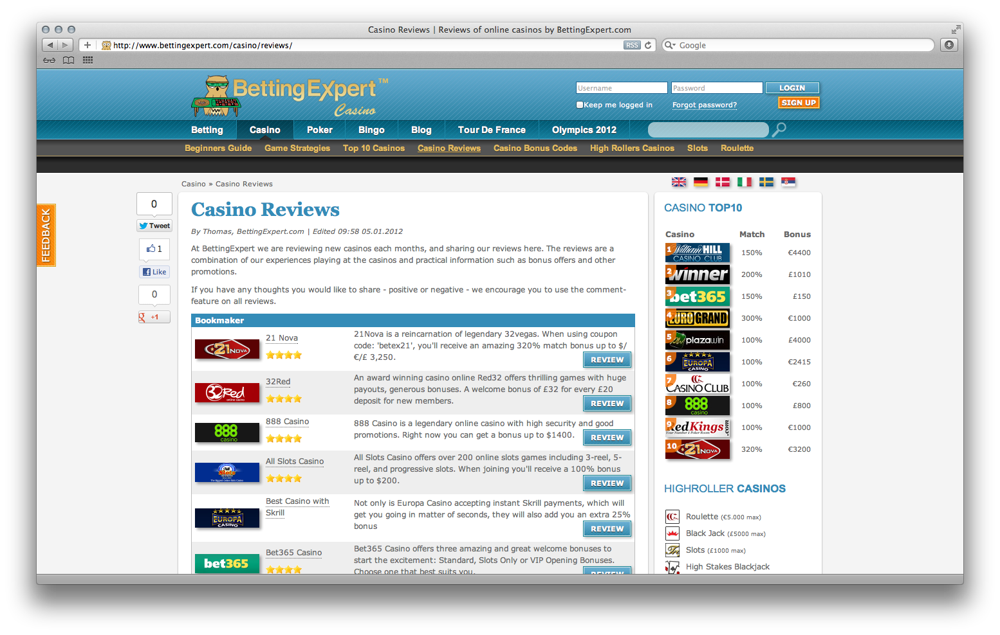 Casino Reviews | Reviews of online casinos by BettingExpert.com
http://www.bettingexpert.com/casino/reviews/
RSS
Google
BettingExpert™
Casino
Username
Password
LOGIN
Keep me logged in
Forgot password?
SIGN UP
Betting
Casino
Poker
Bingo
Blog
Tour De France
Olympics 2012
Beginners Guide
Game Strategies
Top 10 Casinos
Casino Reviews
Casino Bonus Codes
High Rollers Casinos
Slots
Roulette
Casino » Casino Reviews
FEEDBACK
0
Tweet
1
Like
0
+1
Casino Reviews
By Thomas, BettingExpert.com | Edited 09:58 05.01.2012
At BettingExpert we are reviewing new casinos each months, and sharing our reviews here. The reviews are a
combination of our experiences playing at the casinos and practical information such as bonus offers and other
promotions.
If you have any thoughts you would like to share - positive or negative - we encourage you to use the comment-
feature on all reviews.
Bookmaker
21 NOVA
21 Nova
21Nova is a reincarnation of legendary 32vegas. When using coupon
code: 'betex21', you'll receive an amazing 320% match bonus up to $/
€/£ 3,250.
REVIEW
32Red
online casino
32Red
An award winning casino online Red32 offers thrilling games with huge
payouts, generous bonuses. A welcome bonus of £32 for every £20
deposit for new members.
REVIEW
888
casino
888 Casino
888 Casino is a legendary online casino with high security and good
promotions. Right now you can get a bonus up to $1400.
REVIEW
All Slots
The Biggest Online Slots Casino
All Slots Casino
All Slots Casino offers over 200 online slots games including 3-reel, 5-
reel, and progressive slots. When joining you'll receive a 100% bonus
up to $200.
REVIEW
EUROPA
CASINO
Best Casino with
Skrill
Not only is Europa Casino accepting instant Skrill payments, which will
get you going in matter of seconds, they will also add you an extra 25%
bonus
REVIEW
bet365
Bet365 Casino
Bet365 Casino offers three amazing and great welcome bonuses to
start the excitement: Standard, Slots Only or VIP Opening Bonuses.
Choose one that best suits you.
REVIEW
CASINO TOP10
Casino Match Bonus
1 William HILL CASINO CLUB 150% €4400
2 winner 200% £1010
3 bet365 150% £150
4 EUROGRAND 300% €1000
5 plazawin 100% £4000
6 EUROPA CASINO 100% €2415
7 CASINO CLUB 100% €260
8 888 casino 100% £800
9 RedKings.com Your Number 1 Poker Room 100% €1000
10 21 NOVA 320% €3200
HIGHROLLER CASINOS
Roulette (€5.000 max)
Black Jack (£5000 max)
Slots (£1000 max)
High Stakes Blackjack